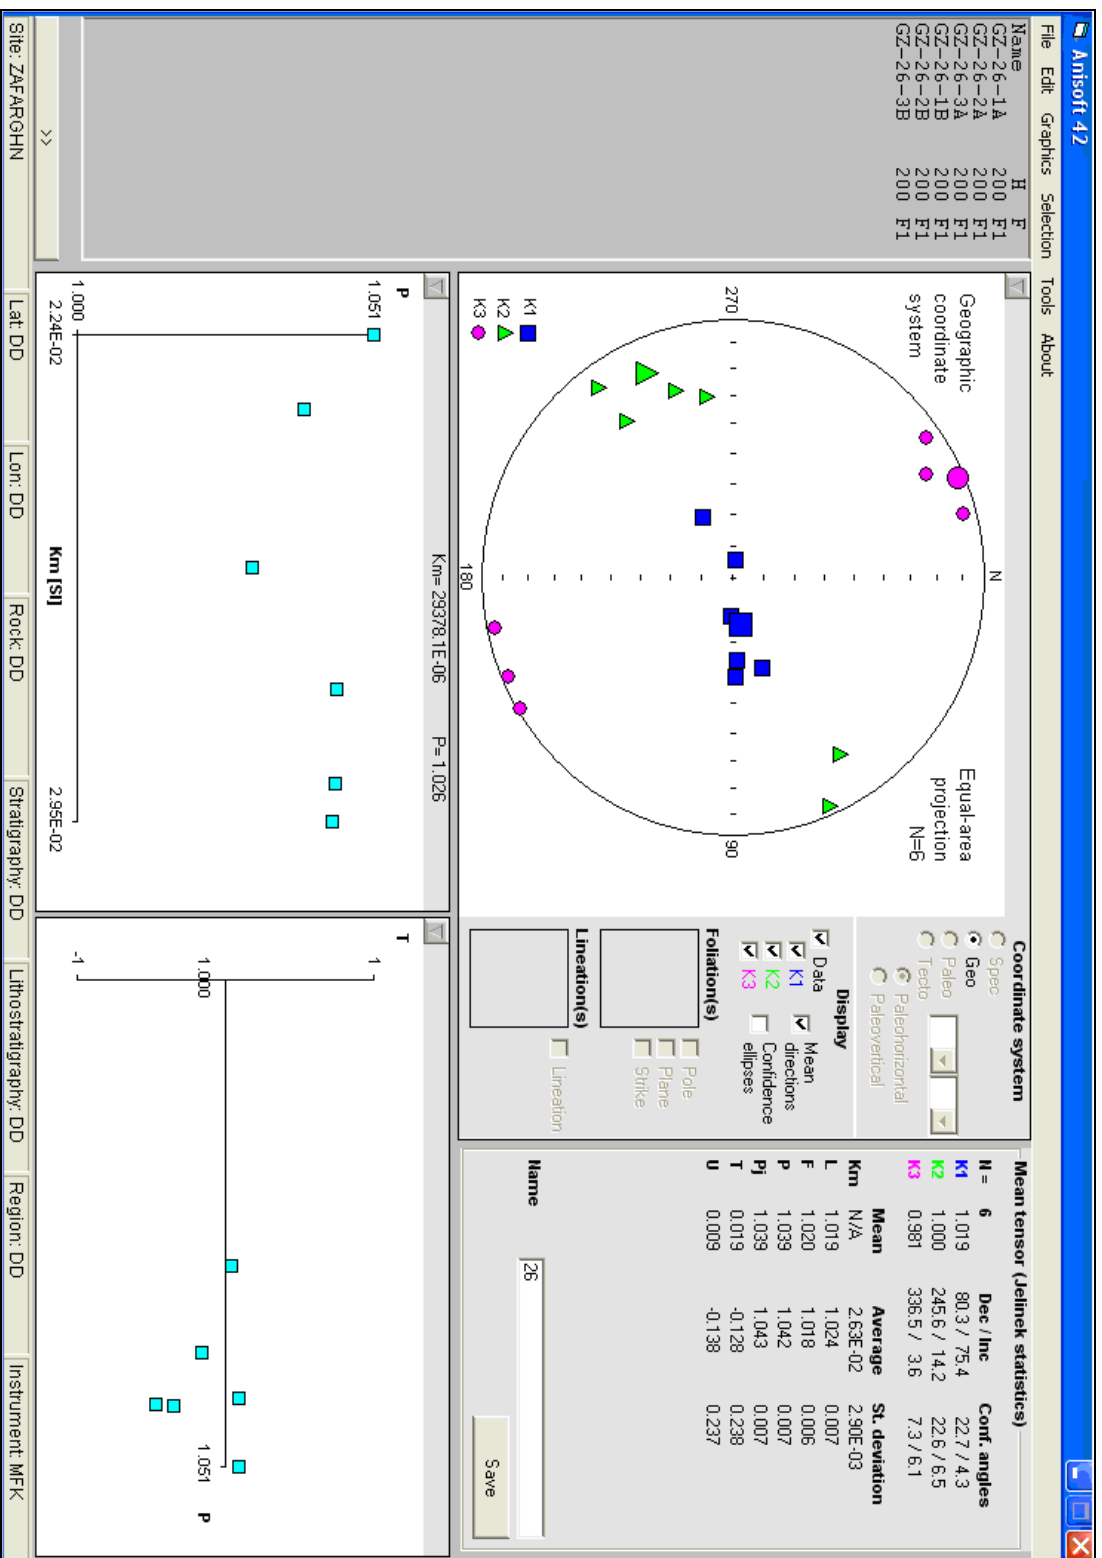 Anisoft 42
File Edit Graphics Selection Tools About
Name H F
GZ-26-1A 200 F1
GZ-26-2A 200 F1
GZ-26-3A 200 F1
GZ-26-1B 200 F1
GZ-26-2B 200 F1
GZ-26-3B 200 F1
>>
Geographic
coordinate
system
Equal-area
projection
N=6
N
270
90
180
K1
K2
K3
Coordinate system
Spec
Geo
Paleo
Tecto
Paleohorizontal
Paleovertical
Display
Data
K1
K2
K3
Mean
directions
Confidence
ellipses
Foliation(s)
Pole
Plane
Strike
Lineation(s)
Lineation
Mean tensor (Jelinek statistics)
N = 6 Dec / Inc Conf. angles
K1 1.019 80.3 / 75.4 22.7 / 4.3
K2 1.000 245.6 / 14.2 22.6 / 6.5
K3 0.981 336.5 / 3.6 7.3 / 6.1
Mean Average St. deviation
Km N/A 2.63E-02 2.90E-03
L 1.019 1.024 0.007
F 1.020 1.018 0.006
P 1.039 1.042 0.007
Pj 1.039 1.043 0.007
T 0.019 -0.128 0.238
U 0.009 -0.138 0.237
Name 26
Save
Km= 29378.1E-06 P= 1.026
P
1.051
1.000
2.24E-02
Km [SI]
2.95E-02
T
1
1.000
1.051
P
-1
Site: ZAFARGHN Lat: DD Lon: DD Rock: DD Stratigraphy: DD Lithostratigraphy: DD Region: DD Instrument: MFK